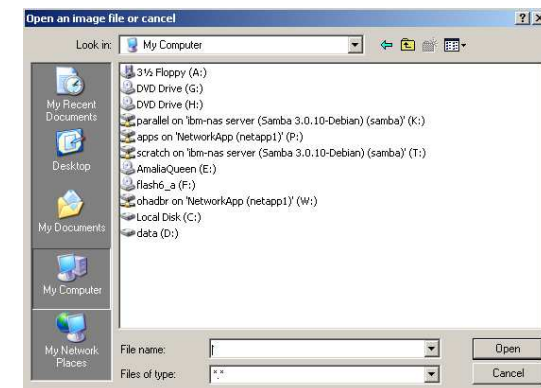 Open an image file or cancel
Look in: My Computer
My Recent
Documents
Desktop
My Documents
My Computer
My Network
Places
3½ Floppy (A:)
DVD Drive (G:)
DVD Drive (H:)
parallel on 'ibm-nas server (Samba 3.0.10-Debian) (samba)' (K:)
apps on 'NetworkApp (netapp1)' (P:)
scratch on 'ibm-nas server (Samba 3.0.10-Debian) (samba)' (T:)
AmaliaQueen (E:)
flash6_a (F:)
ohadbr on 'NetworkApp (netapp1)' (W:)
Local Disk (C:)
data (D:)
File name: Open
Files of type: *.* Cancel